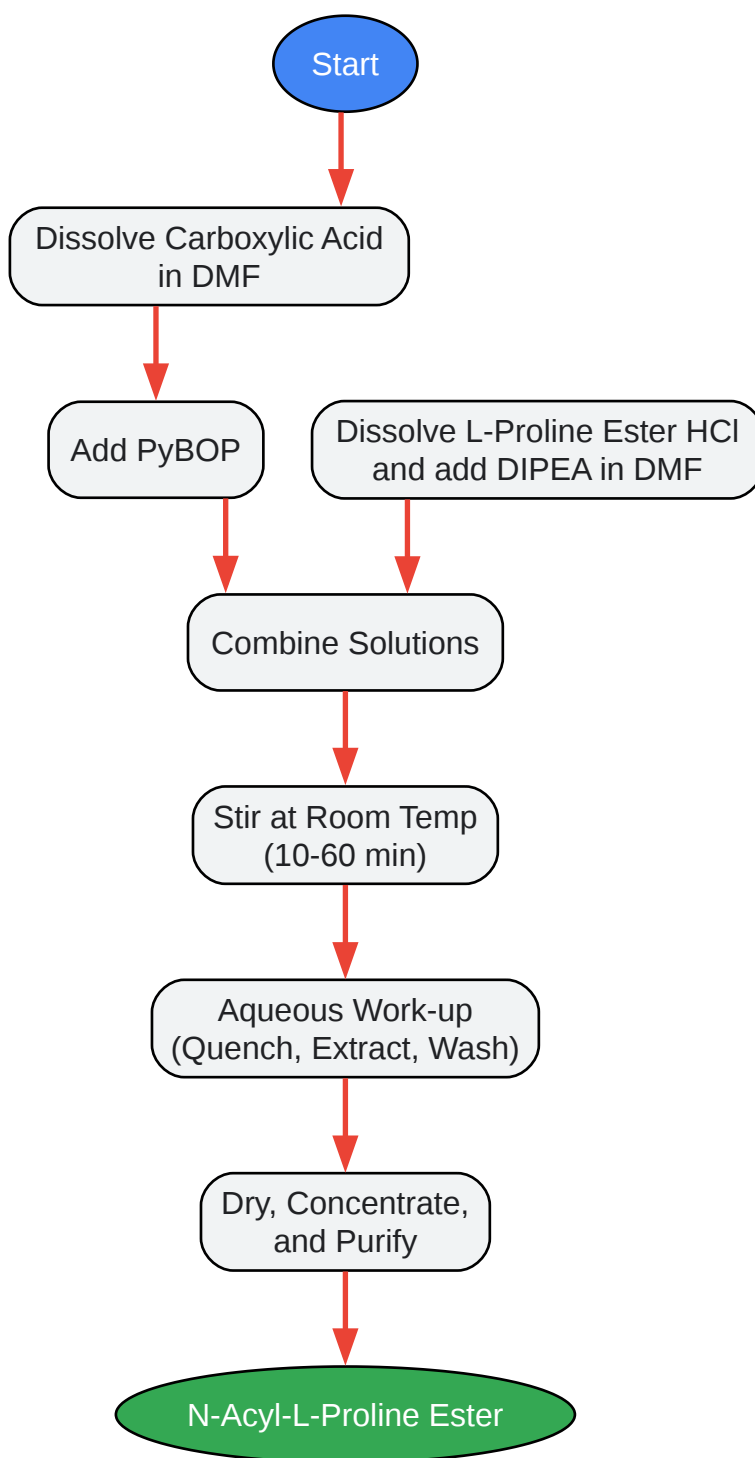 Start
Dissolve Carboxylic Acid
in DMF
Add PyBOP
Dissolve L-Proline Ester HCl
and add DIPEA in DMF
Combine Solutions
Stir at Room Temp
(10-60 min)
Aqueous Work-up
(Quench, Extract, Wash)
Dry, Concentrate,
and Purify
N-Acyl-L-Proline Ester